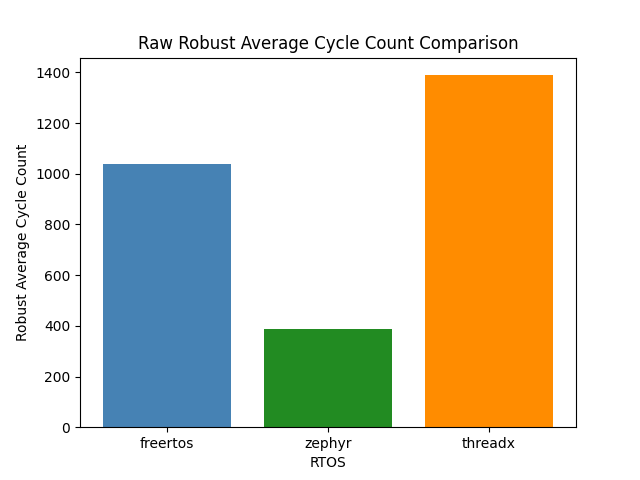 Raw Robust Average Cycle Count Comparison
Robust Average Cycle Count
1400
1200
1000
800
600
400
200
0
freertos zephyr threadx
RTOS